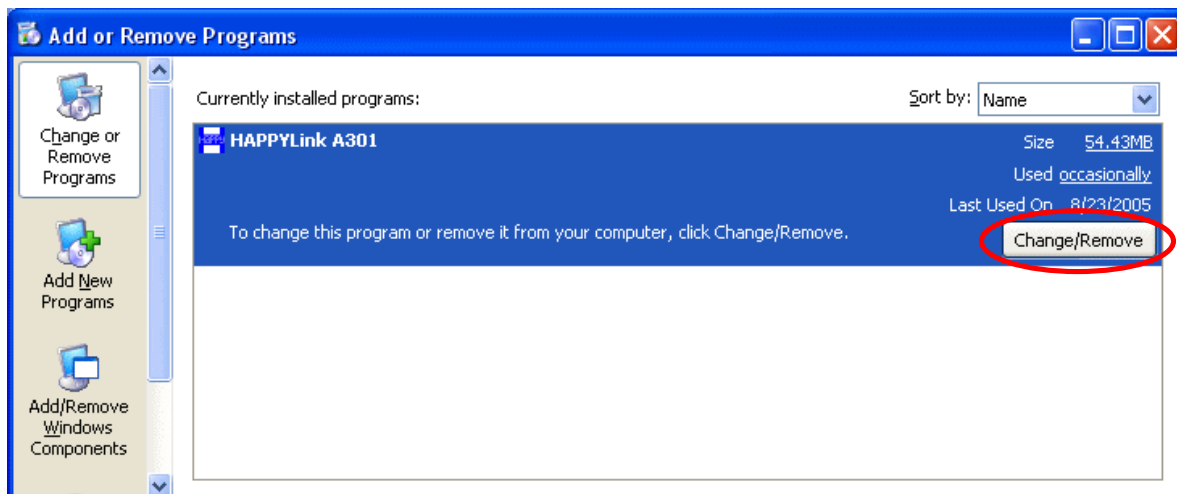 Add or Remove Programs
Change or
Remove
Programs
Add New
Programs
Add/Remove
Windows
Components
Currently installed programs:
Sort by: Name
HAPPY HAPPYLink A301
Size 54.43MB
Used occasionally
Last Used On 8/23/2005
To change this program or remove it from your computer, click Change/Remove.
Change/Remove